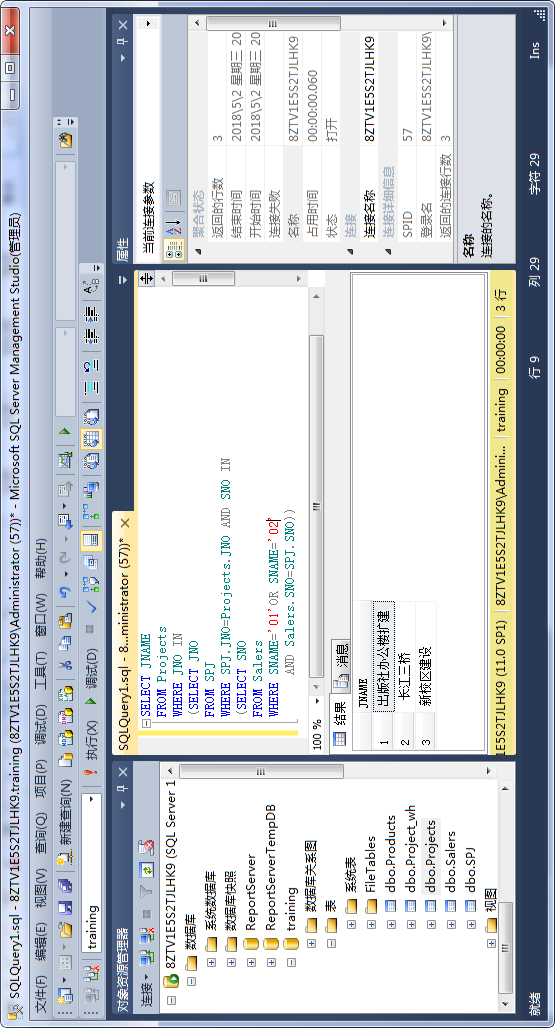 SQLQuery1.sql - 8ZTV1E5S2TJLHK9.training (8ZTV1E5S2TJLHK9\Administrator (57))* - Microsoft SQL Server Management Studio(管理员)
文件(F) 编辑(E) 视图(V) 查询(Q) 项目(P) 调试(D) 工具(T) 窗口(W) 帮助(H)
新建查询(N)
training
执行(X)
调试(D)
对象资源管理器
连接
8ZTV1E5S2TJLHK9 (SQL Server 1
数据库
系统数据库
数据库快照
ReportServer
ReportServerTempDB
training
数据库关系图
表
系统表
FileTables
dbo.Products
dbo.Project_wh
dbo.Projects
dbo.Salers
dbo.SPJ
视图
SQLQuery1.sql - 8...ministrator (57))*
SELECT JNAME
FROM Projects
WHERE JNO IN
(SELECT JNO
FROM SPJ
WHERE SPJ.JNO=Projects.JNO AND SNO IN
(SELECT SNO
FROM Salers
WHERE SNAME='01'OR SNAME='02'
AND Salers.SNO=SPJ.SNO))
100 %
结果
消息
JNAME
1 出版社办公楼扩建
2 长江三桥
3 新校区建设
1E5S2TJLHK9 (11.0 SP1) 8ZTV1E5S2TJLHK9\Admini... training 00:00:00 3 行
属性
当前连接参数
聚合状态
返回的行数 3
结束时间 2018\5\2 星期三 20
开始时间 2018\5\2 星期三 20
连接失败
名称 8ZTV1E5S2TJLHK9
占用时间 00:00:00.060
状态 打开
连接
连接名称 8ZTV1E5S2TJLHK9
连接详细信息
SPID 57
登录名 8ZTV1E5S2TJLHK9\
返回的连接行数 3
名称
连接的名称。
就绪 行 9 列 29 字符 29 Ins